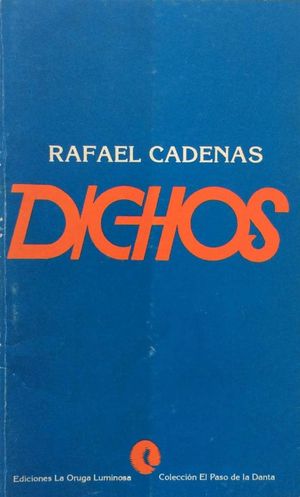 RAFAEL CADENAS
DICHOS
Ediciones La Oruga Luminosa
Colección El Paso de la Danta